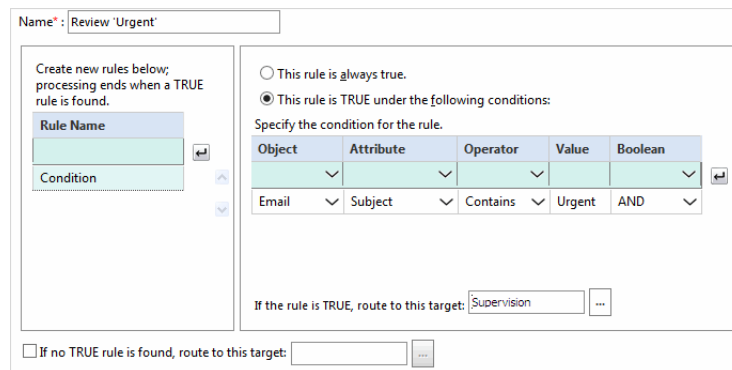 Name* : Review 'Urgent'
Create new rules below;
processing ends when a TRUE
rule is found.
Rule Name
Condition
This rule is always true.
This rule is TRUE under the following conditions:
Specify the condition for the rule.
Object Attribute Operator Value Boolean
Email Subject Contains Urgent AND
If the rule is TRUE, route to this target: Supervision ...
If no TRUE rule is found, route to this target: ...